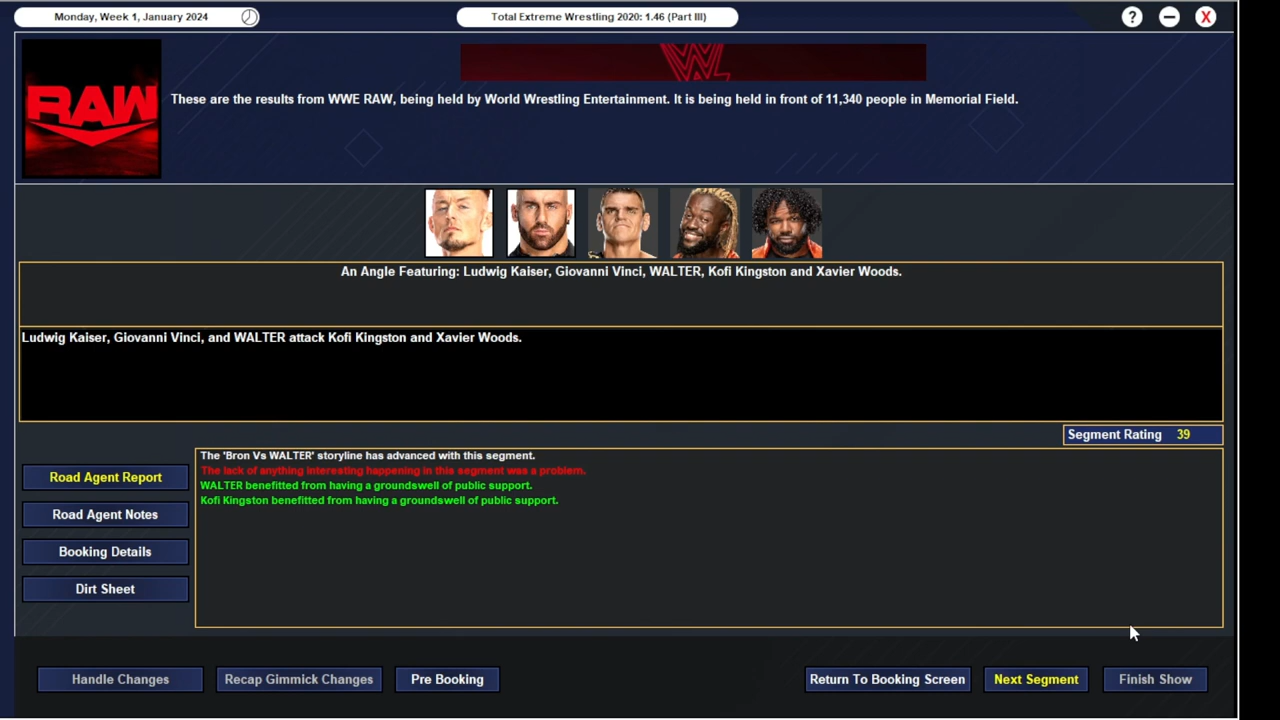 Monday, Week 1, January 2024
Total Extreme Wrestling 2020: 1.46 (Part III)
?
X
RAW
These are the results from WWE RAW, being held by World Wrestling Entertainment. It is being held in front of 11,340 people in Memorial Field.
An Angle Featuring: Ludwig Kaiser, Giovanni Vinci, WALTER, Kofi Kingston and Xavier Woods.
Ludwig Kaiser, Giovanni Vinci, and WALTER attack Kofi Kingston and Xavier Woods.
Segment Rating 39
The 'Bron Vs WALTER' storyline has advanced with this segment.
The lack of anything interesting happening in this segment was a problem.
WALTER benefitted from having a groundswell of public support.
Kofi Kingston benefitted from having a groundswell of public support.
Road Agent Report
Road Agent Notes
Booking Details
Dirt Sheet
Handle Changes
Recap Gimmick Changes
Pre Booking
Return To Booking Screen
Next Segment
Finish Show